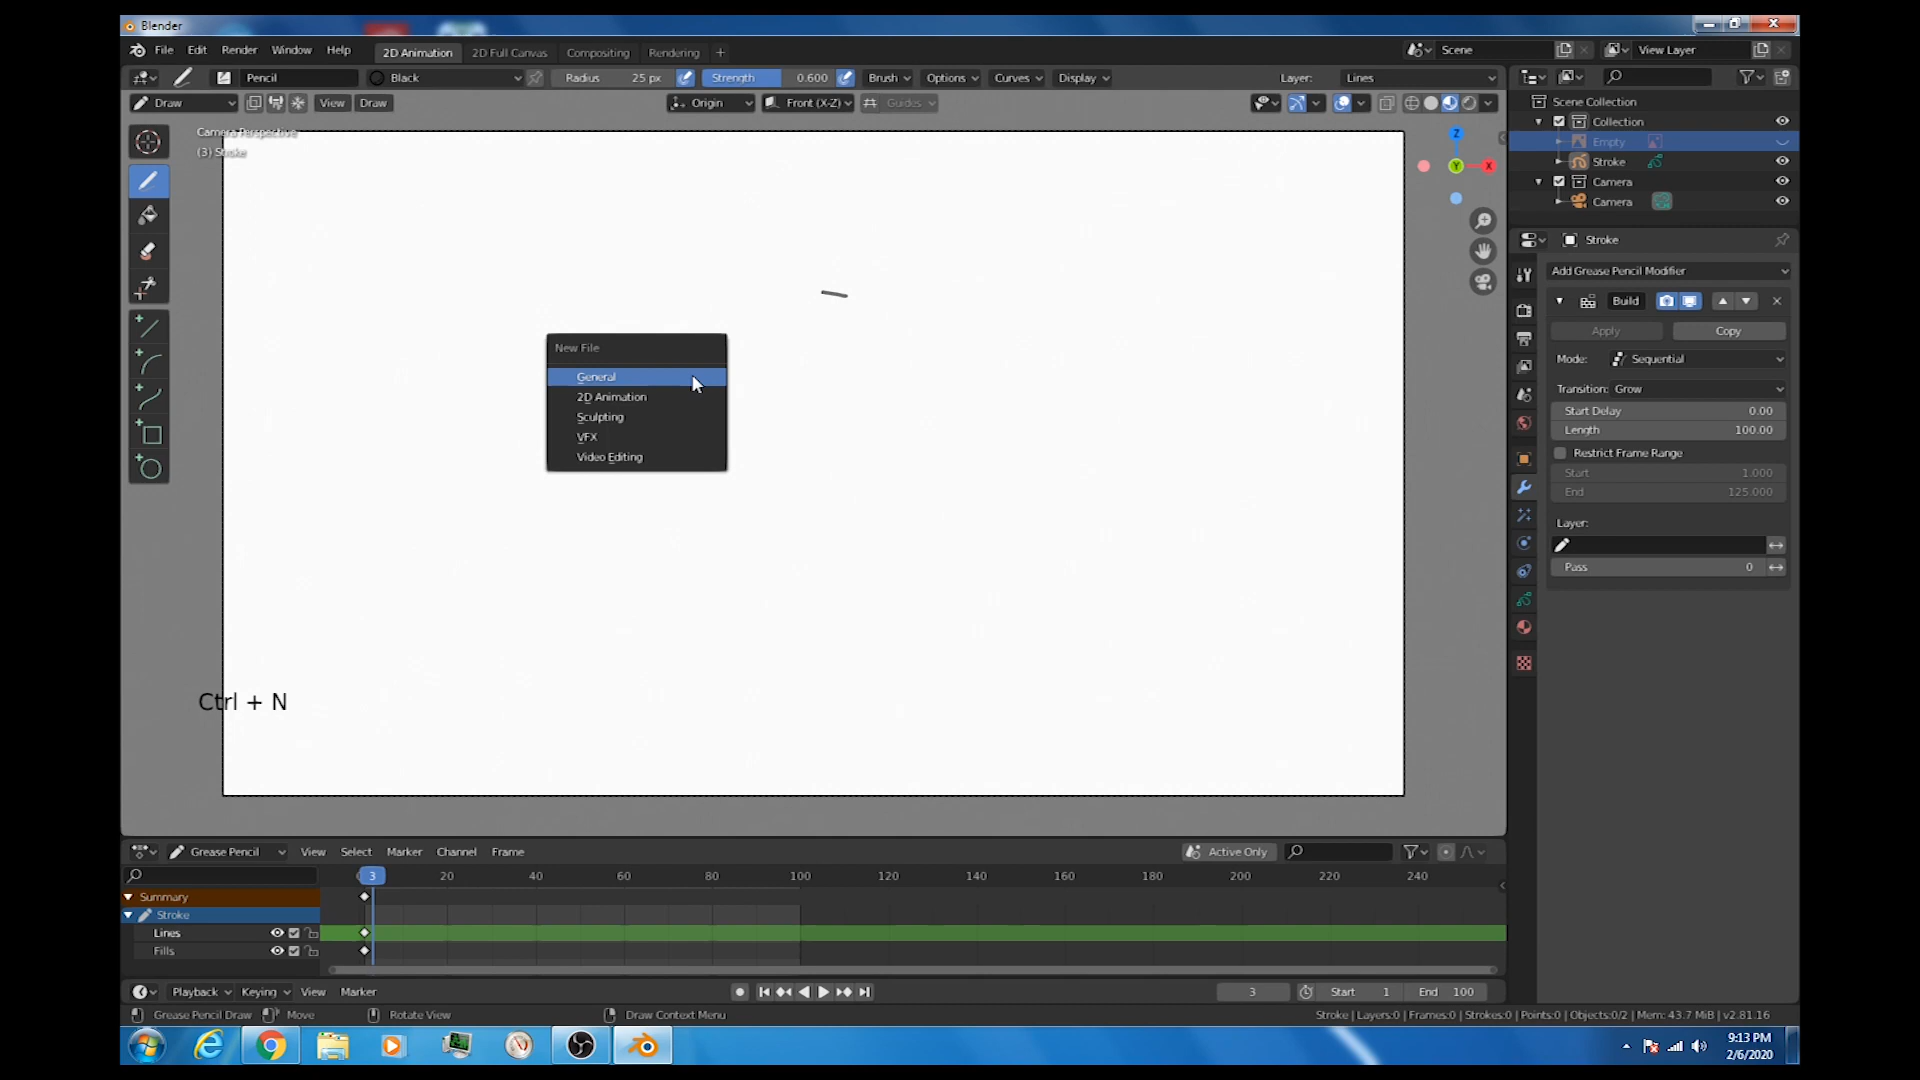 Blender
File Edit Render Window Help 2D Animation 2D Full Canvas Compositing Rendering + Scene View Layer
Pencil Black Radius 25 px Strength 0.600 Brush Options Curves Display Layer: Lines
Draw View Draw Origin Front (X-Z) Guides
Scene Collection
Collection
Empty
Stroke
Camera
Camera
Camera Perspective
(3) Stroke
Z
Y
X
Stroke
Add Grease Pencil Modifier
Build
Apply Copy
Mode: Sequential
Transition: Grow
Start Delay 0.00
Length 100.00
Restrict Frame Range
Start 1.000
End 125.000
Layer:
Pass 0
New File
General
2D Animation
Sculpting
VFX
Video Editing
Ctrl + N
Grease Pencil View Select Marker Channel Frame Active Only
3 20 40 60 80 100 120 140 160 180 200 220 240
Summary
Stroke
Lines
Fills
Playback Keying View Marker 3 Start 1 End 100
Grease Pencil Draw Move Rotate View Draw Context Menu Stroke | Layers:0 | Frames:0 | Strokes:0 | Points:0 | Objects:0/2 | Mem: 43.7 MiB | v2.81.16
9:13 PM
2/6/2020